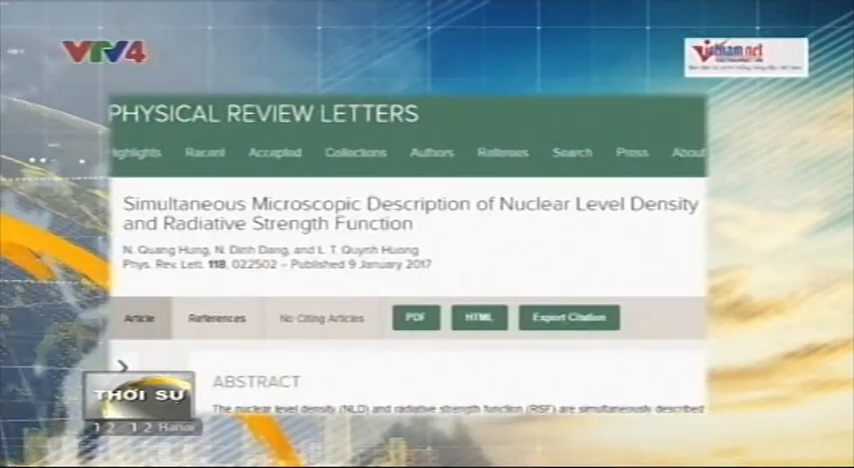 VTV4
Vietnam.net
PHYSICAL REVIEW LETTERS
ighlights Recent Accepted Collections Authors Referees Search Press About
Simultaneous Microscopic Description of Nuclear Level Density
and Radiative Strength Function
N. Quang Hung, N. Dinh Dang, and L. T. Quynh Huong
Phys. Rev. Lett. 118, 022502 – Published 9 January 2017
Article References No Citing Articles PDF HTML Export Citation
ABSTRACT
The nuclear level density (NLD) and radiative strength function (RSF) are simultaneously described
THỜI SỰ
12 12 Hanoi